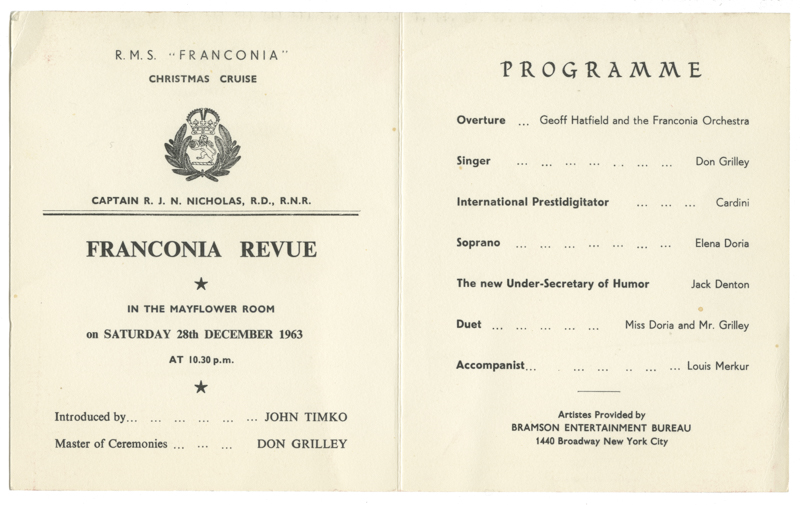 R.M.S. "FRANCONIA"
CHRISTMAS CRUISE
CAPTAIN R. J. N. NICHOLAS, R.D., R.N.R.
FRANCONIA REVUE
★
IN THE MAYFLOWER ROOM
on SATURDAY 28th DECEMBER 1963
AT 10.30 p.m.
★
Introduced by... ... ... ... ... ... JOHN TIMKO
Master of Ceremonies ... ... ... DON GRILLEY
PROGRAMME
Overture ... Geoff Hatfield and the Franconia Orchestra
Singer ... ... ... ... . . ... ... Don Grilley
International Prestidigitator ... ... ... Cardini
Soprano ... ... ... ... ... ... ... Elena Doria
The new Under-Secretary of Humor Jack Denton
Duet ... ... ... ... ... Miss Doria and Mr. Grilley
Accompanist... . ... ... .. ... ... Louis Merkur
Artistes Provided by
BRAMSON ENTERTAINMENT BUREAU
1440 Broadway New York City